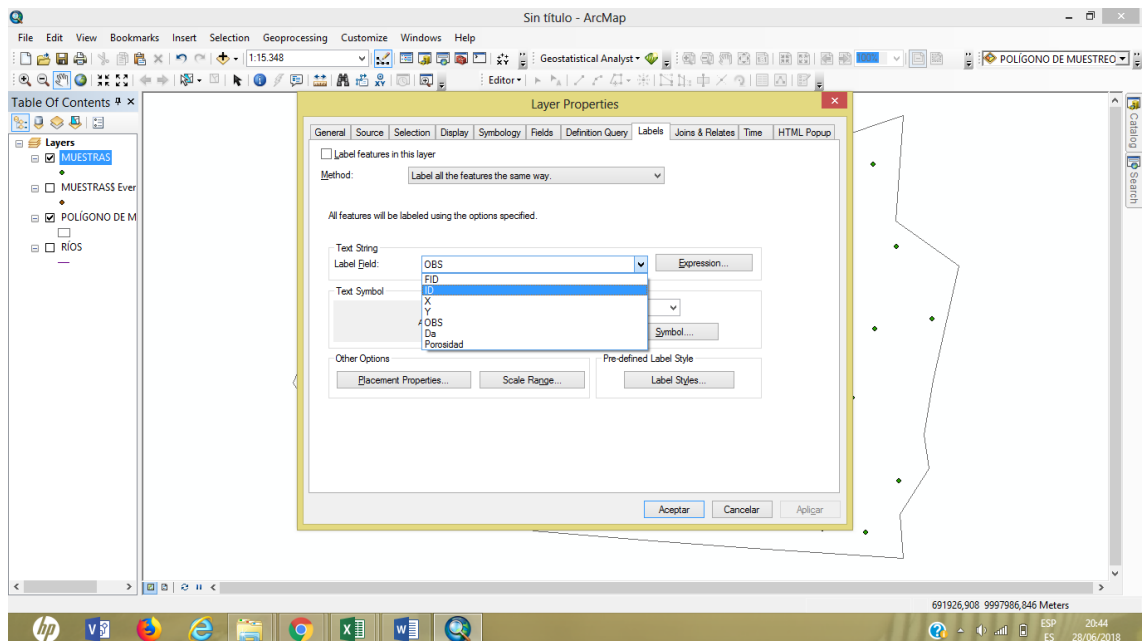 Sin título - ArcMap
File Edit View Bookmarks Insert Selection Geoprocessing Customize Windows Help
1:15.348 Geostatistical Analyst 100% POLÍGONO DE MUESTREO
Editor
Table Of Contents
Layers
MUESTRAS
MUESTRAS$ Ever
POLÍGONO DE M
RÍOS
Layer Properties
General Source Selection Display Symbology Fields Definition Query Labels Joins & Relates Time HTML Popup
Label features in this layer
Method: Label all the features the same way.
All features will be labeled using the options specified.
Text String
Label Field: OBS Expression...
FID
ID
X
Y
OBS
Da
Porosidad
Text Symbol
Symbol...
Other Options
Placement Properties... Scale Range...
Pre-defined Label Style
Label Styles...
Aceptar Cancelar Aplicar
Catalog
Search
691926,908 9997986,846 Meters
hp
ESP
ES
20:44
28/06/2018